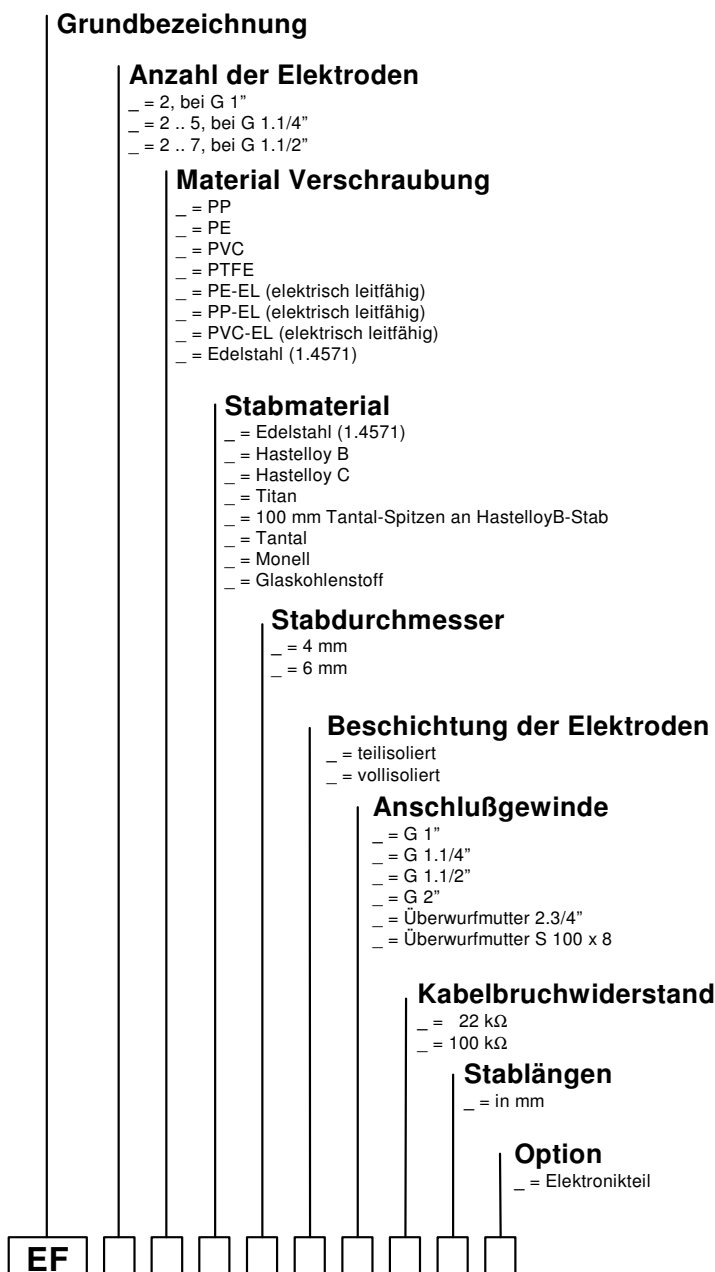 Grundbezeichnung
Anzahl der Elektroden
_ = 2, bei G 1”
_ = 2 .. 5, bei G 1.1/4”
_ = 2 .. 7, bei G 1.1/2”
Material Verschraubung
_ = PP
_ = PE
_ = PVC
_ = PTFE
_ = PE-EL (elektrisch leitfähig)
_ = PP-EL (elektrisch leitfähig)
_ = PVC-EL (elektrisch leitfähig)
_ = Edelstahl (1.4571)
Stabmaterial
_ = Edelstahl (1.4571)
_ = Hastelloy B
_ = Hastelloy C
_ = Titan
_ = 100 mm Tantal-Spitzen an HastelloyB-Stab
_ = Tantal
_ = Monell
_ = Glaskohlenstoff
Stabdurchmesser
_ = 4 mm
_ = 6 mm
Beschichtung der Elektroden
_ = teilisoliert
_ = vollisoliert
Anschlußgewinde
_ = G 1”
_ = G 1.1/4”
_ = G 1.1/2”
_ = G 2”
_ = Überwurfmutter 2.3/4”
_ = Überwurfmutter S 100 x 8
Kabelbruchwiderstand
_ = 22 kΩ
_ = 100 kΩ
Stablängen
_ = in mm
Option
_ = Elektronikteil
EF